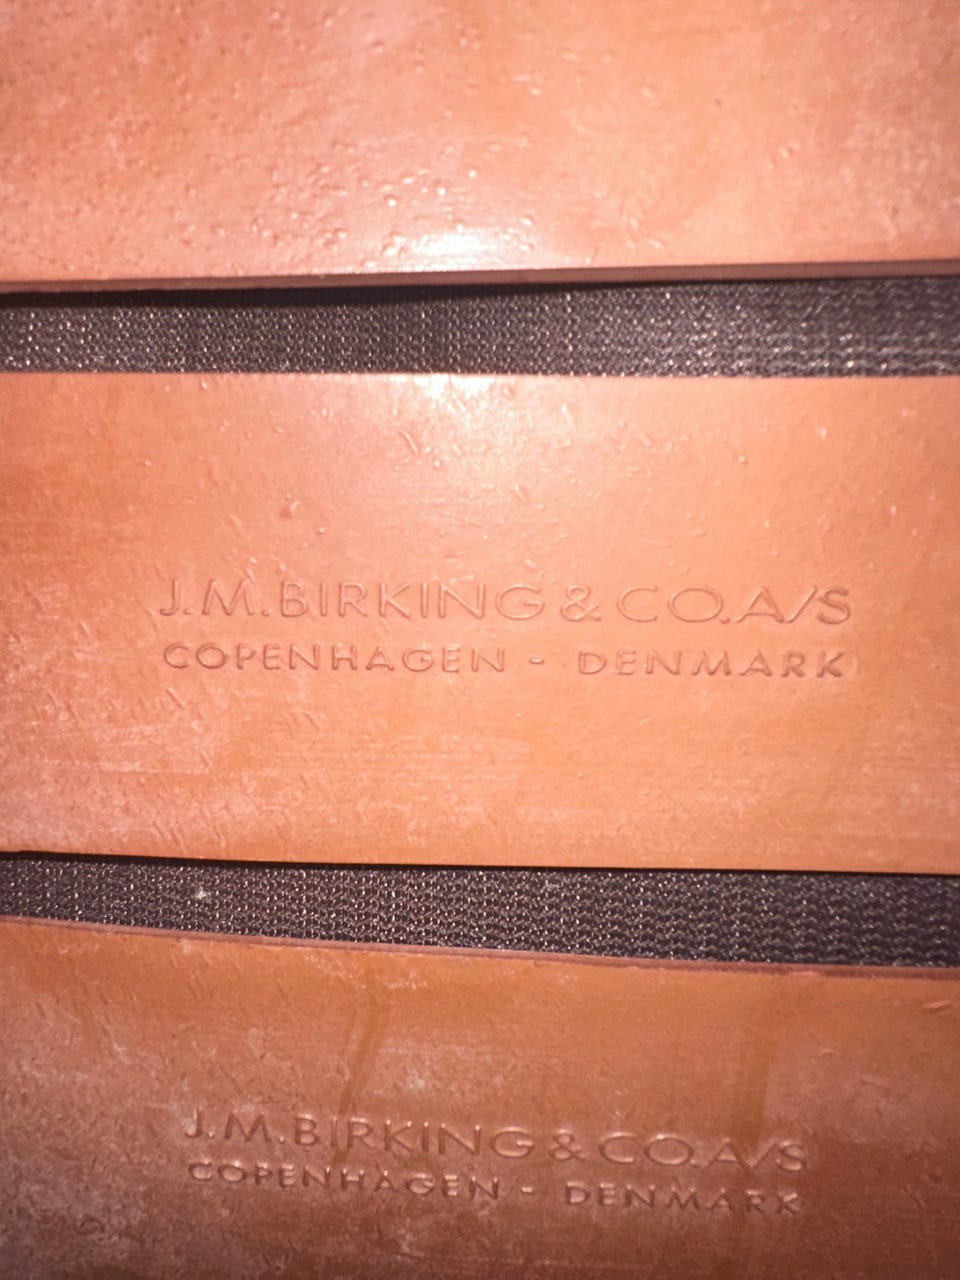 J.M.BIRKING & CO.A/S
COPENHAGEN - DENMARK
J.M.BIRKING & CO.A/S
COPENHAGEN - DENMARK